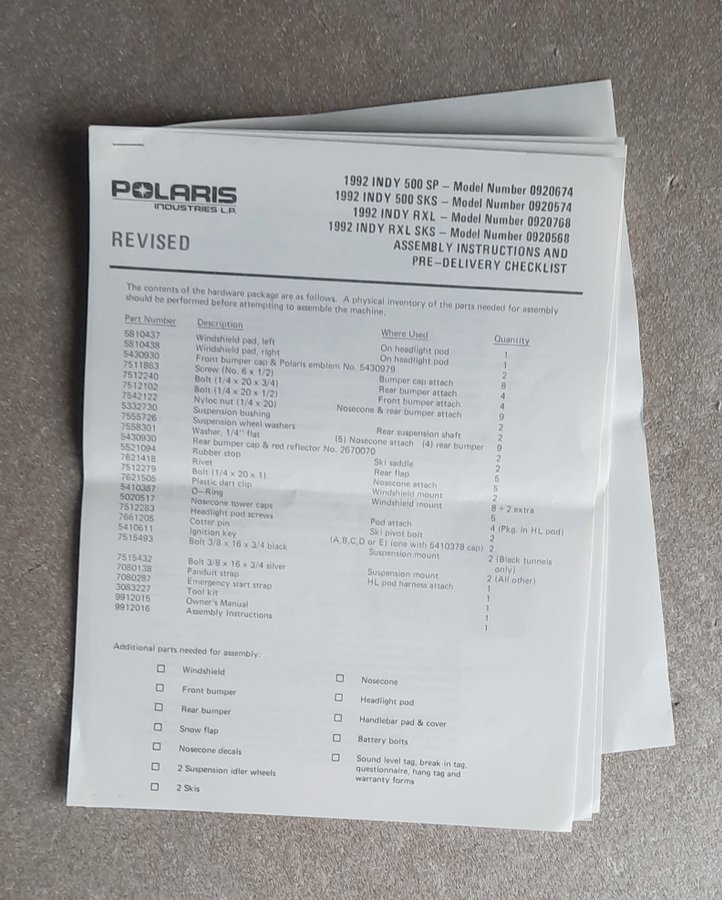 POLARIS
INDUSTRIES L.P.
REVISED
1992 INDY 500 SP – Model Number 0920674
1992 INDY 500 SKS – Model Number 0920574
1992 INDY RXL – Model Number 0920768
1992 INDY RXL SKS – Model Number 0920568
ASSEMBLY INSTRUCTIONS AND
PRE–DELIVERY CHECKLIST
The contents of the hardware package are as follows. A physical inventory of the parts needed for assembly
should be performed before attempting to assemble the machine.
Part Number Description Where Used Quantity
5810437 Windshield pad, left On headlight pod 1
5810438 Windshield pad, right On headlight pod 1
5430930 Front bumper cap & Polaris emblem No. 5430979 2
7511863 Screw (No. 6 x 1/2) Bumper cap attach 8
7512240 Bolt (1/4 x 20 x 3/4) Rear bumper attach 4
7512102 Bolt (1/4 x 20 x 1/2) Front bumper attach 4
7542122 Nyloc nut (1/4 x 20) Nosecone & rear bumper attach 9
5332730 Suspension bushing 2
7555726 Suspension wheel washers Rear suspension shaft 2
7558301 Washer, 1/4" flat (5) Nosecone attach (4) rear bumper 9
5430930 Rear bumper cap & red reflector No. 2670070 2
5521094 Rubber stop Ski saddle 2
7621418 Rivet Rear flap 5
7512279 Bolt (1/4 x 20 x 1) Nosecone attach 5
7621505 Plastic dart clip Windshield mount 2
5410387 O–Ring Windshield mount 8 + 2 extra
5020517 Nosecone tower caps 5
7512283 Headlight pod screws Pod attach 4 (Pkg. in HL pod)
7661205 Cotter pin Ski pivot bolt 2
5410611 Ignition key (A,B,C,D or E) (one with 5410378 cap) 2
7515493 Bolt 3/8 x 16 x 3/4 black Suspension mount 2 (Black tunnels
only)
7515432 Bolt 3/8 x 16 x 3/4 silver Suspension mount 2 (All other)
7080138 Panduit strap HL pod harness attach 1
7080287 Emergency start strap 1
3083227 Tool kit 1
9912015 Owner's Manual 1
9912016 Assembly Instructions 1
Additional parts needed for assembly:
Windshield
Front bumper
Rear bumper
Snow flap
Nosecone decals
2 Suspension idler wheels
2 Skis
Nosecone
Headlight pod
Handlebar pad & cover
Battery bolts
Sound level tag, break-in tag,
questionnaire, hang tag and
warranty forms